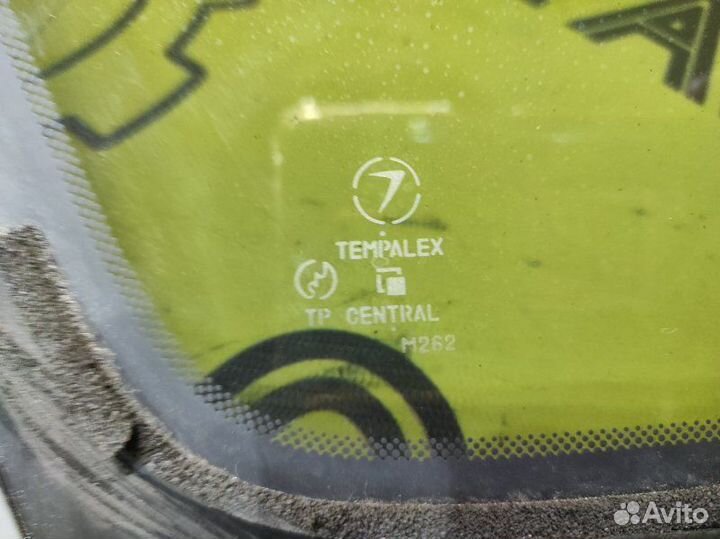 A
TEMPALEX
TP CENTRAL
M262
Avito